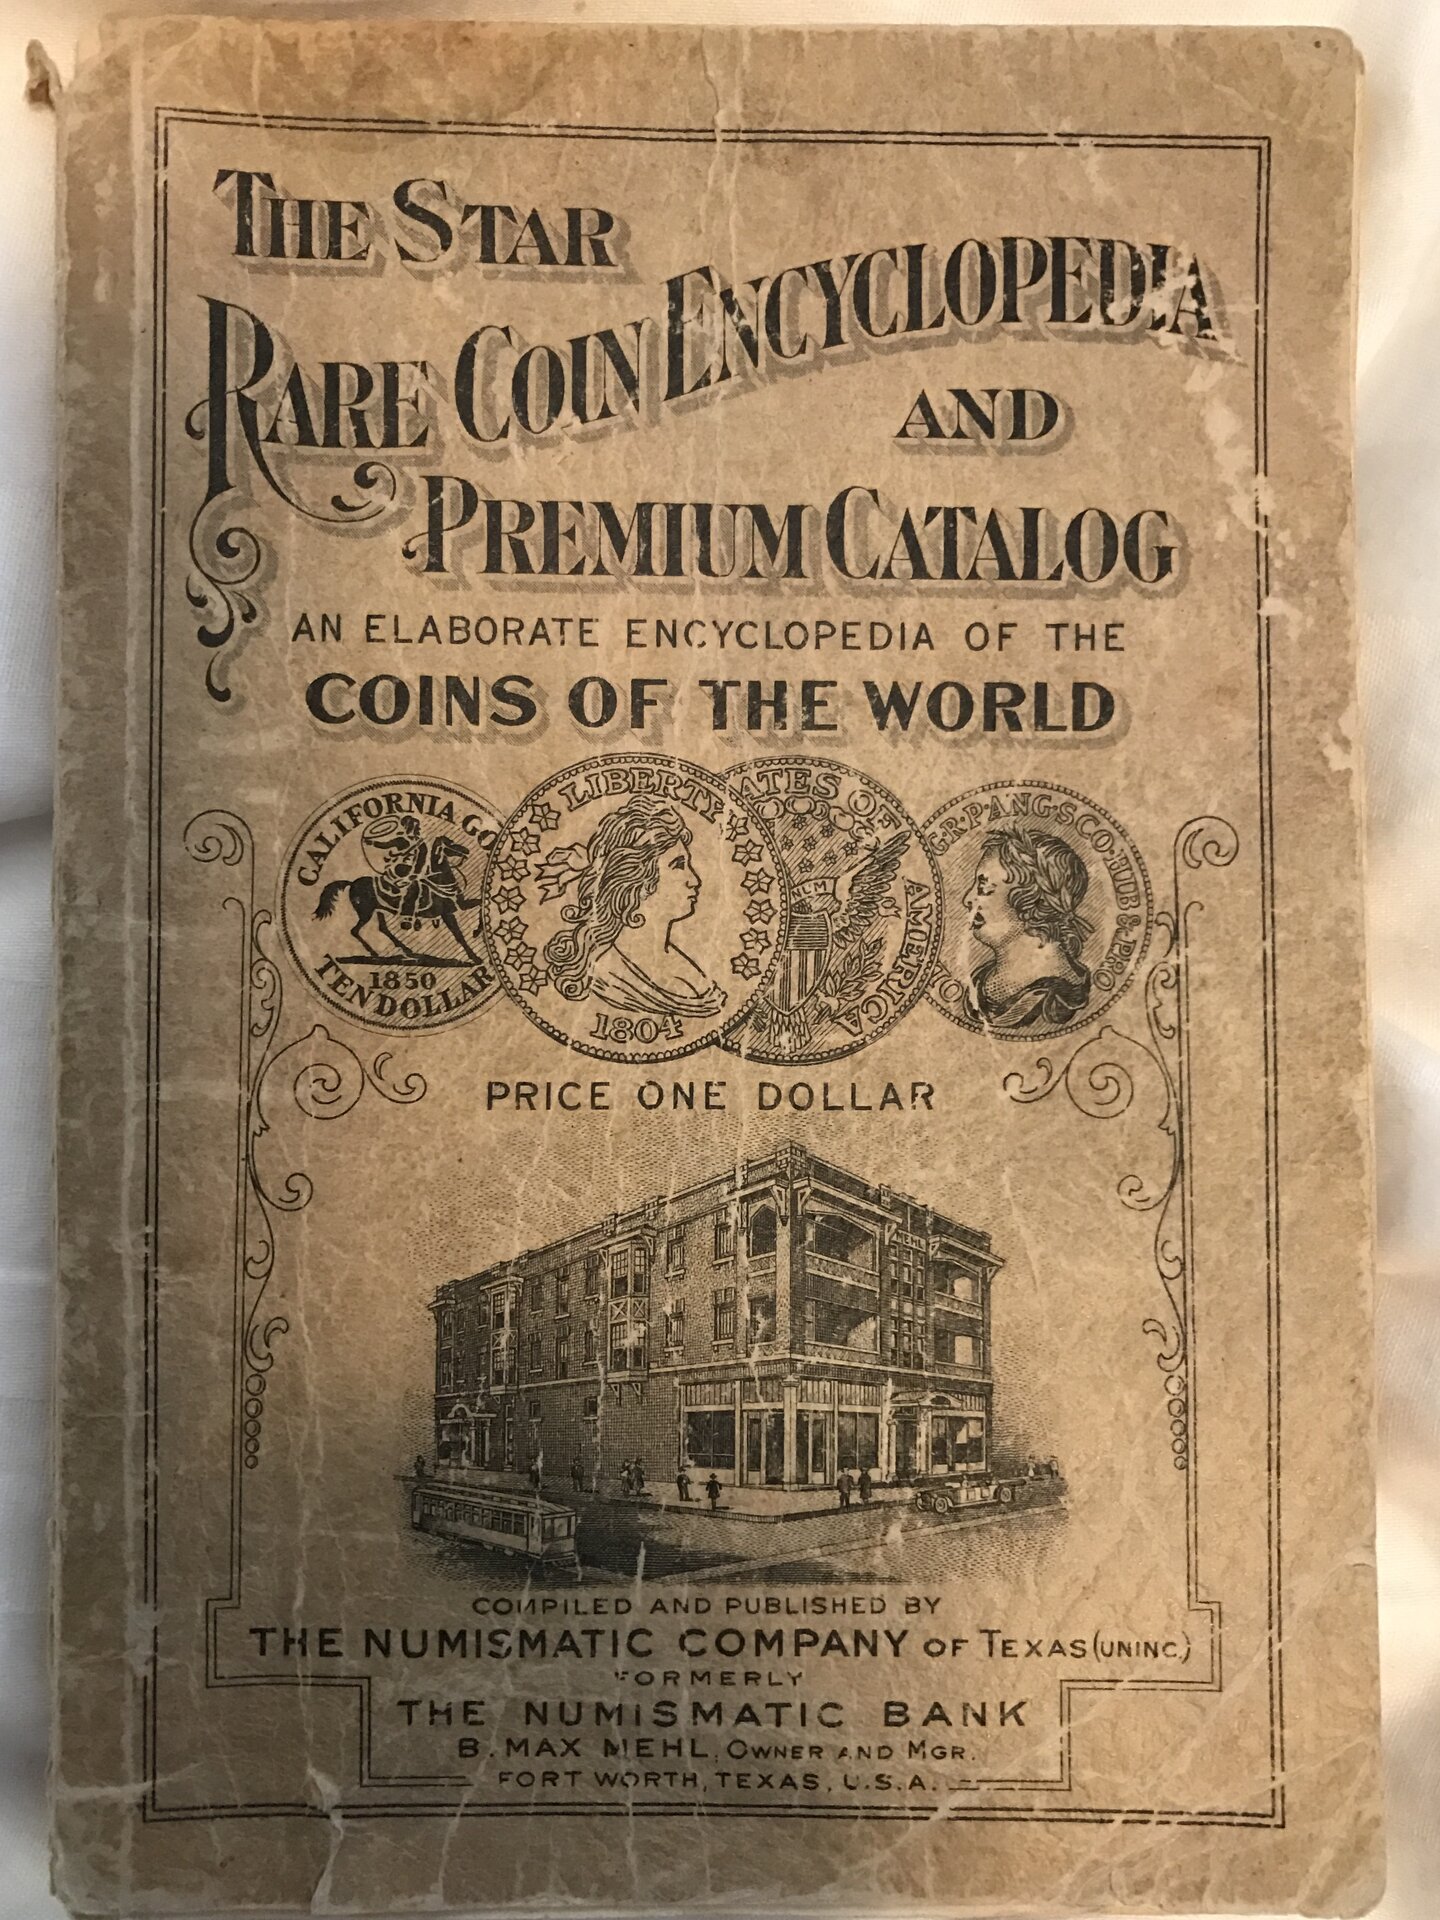 THE STAR
RARE COIN ENCYCLOPEDIA
AND
PREMIUM CATALOG
AN ELABORATE ENCYCLOPEDIA OF THE
COINS OF THE WORLD
CALIFORNIA GO
1850
TEN DOLLAR
LIBERTY
1804
ATES OF AMERICA
UM
G·R·P·ANG·SCO·HIB&·PRO
PRICE ONE DOLLAR
MEHL
COMPILED AND PUBLISHED BY
THE NUMISMATIC COMPANY OF TEXAS (UNINC.)
FORMERLY
THE NUMISMATIC BANK
B. MAX MEHL, OWNER AND MGR.
FORT WORTH, TEXAS, U.S.A.